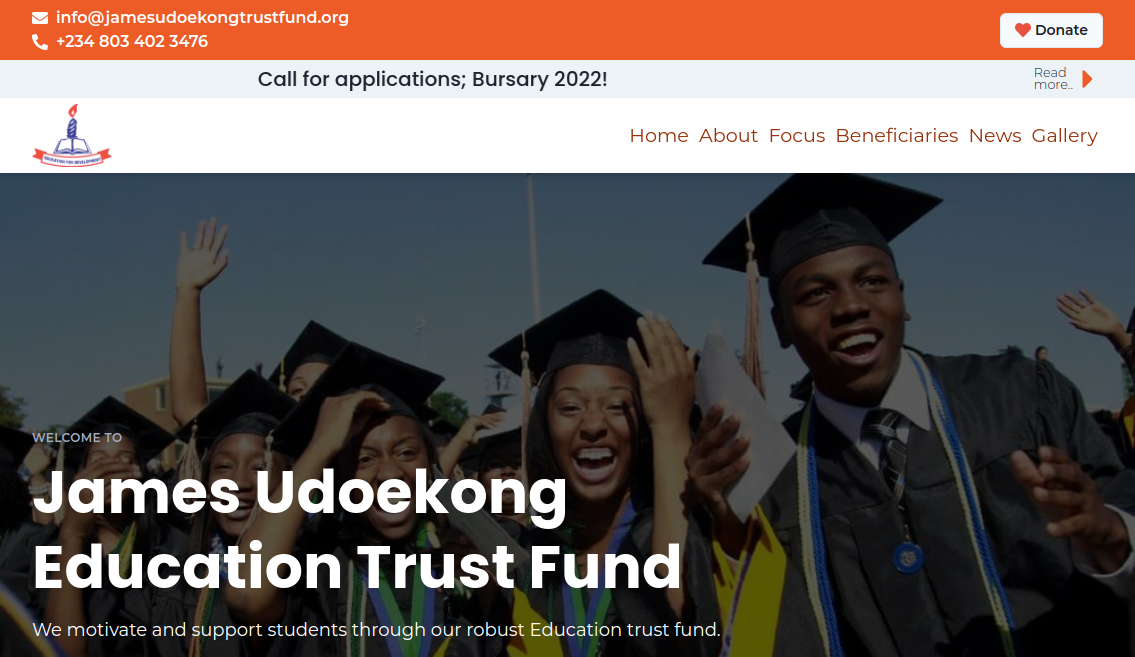 info@jamesudoekongtrustfund.org
+234 803 402 3476
Donate
Call for applications; Bursary 2022!
Read
more..
EDUCATION FOR DEVELOPMENT
Home About Focus Beneficiaries News Gallery
WELCOME TO
James Udoekong
Education Trust Fund
We motivate and support students through our robust Education trust fund.